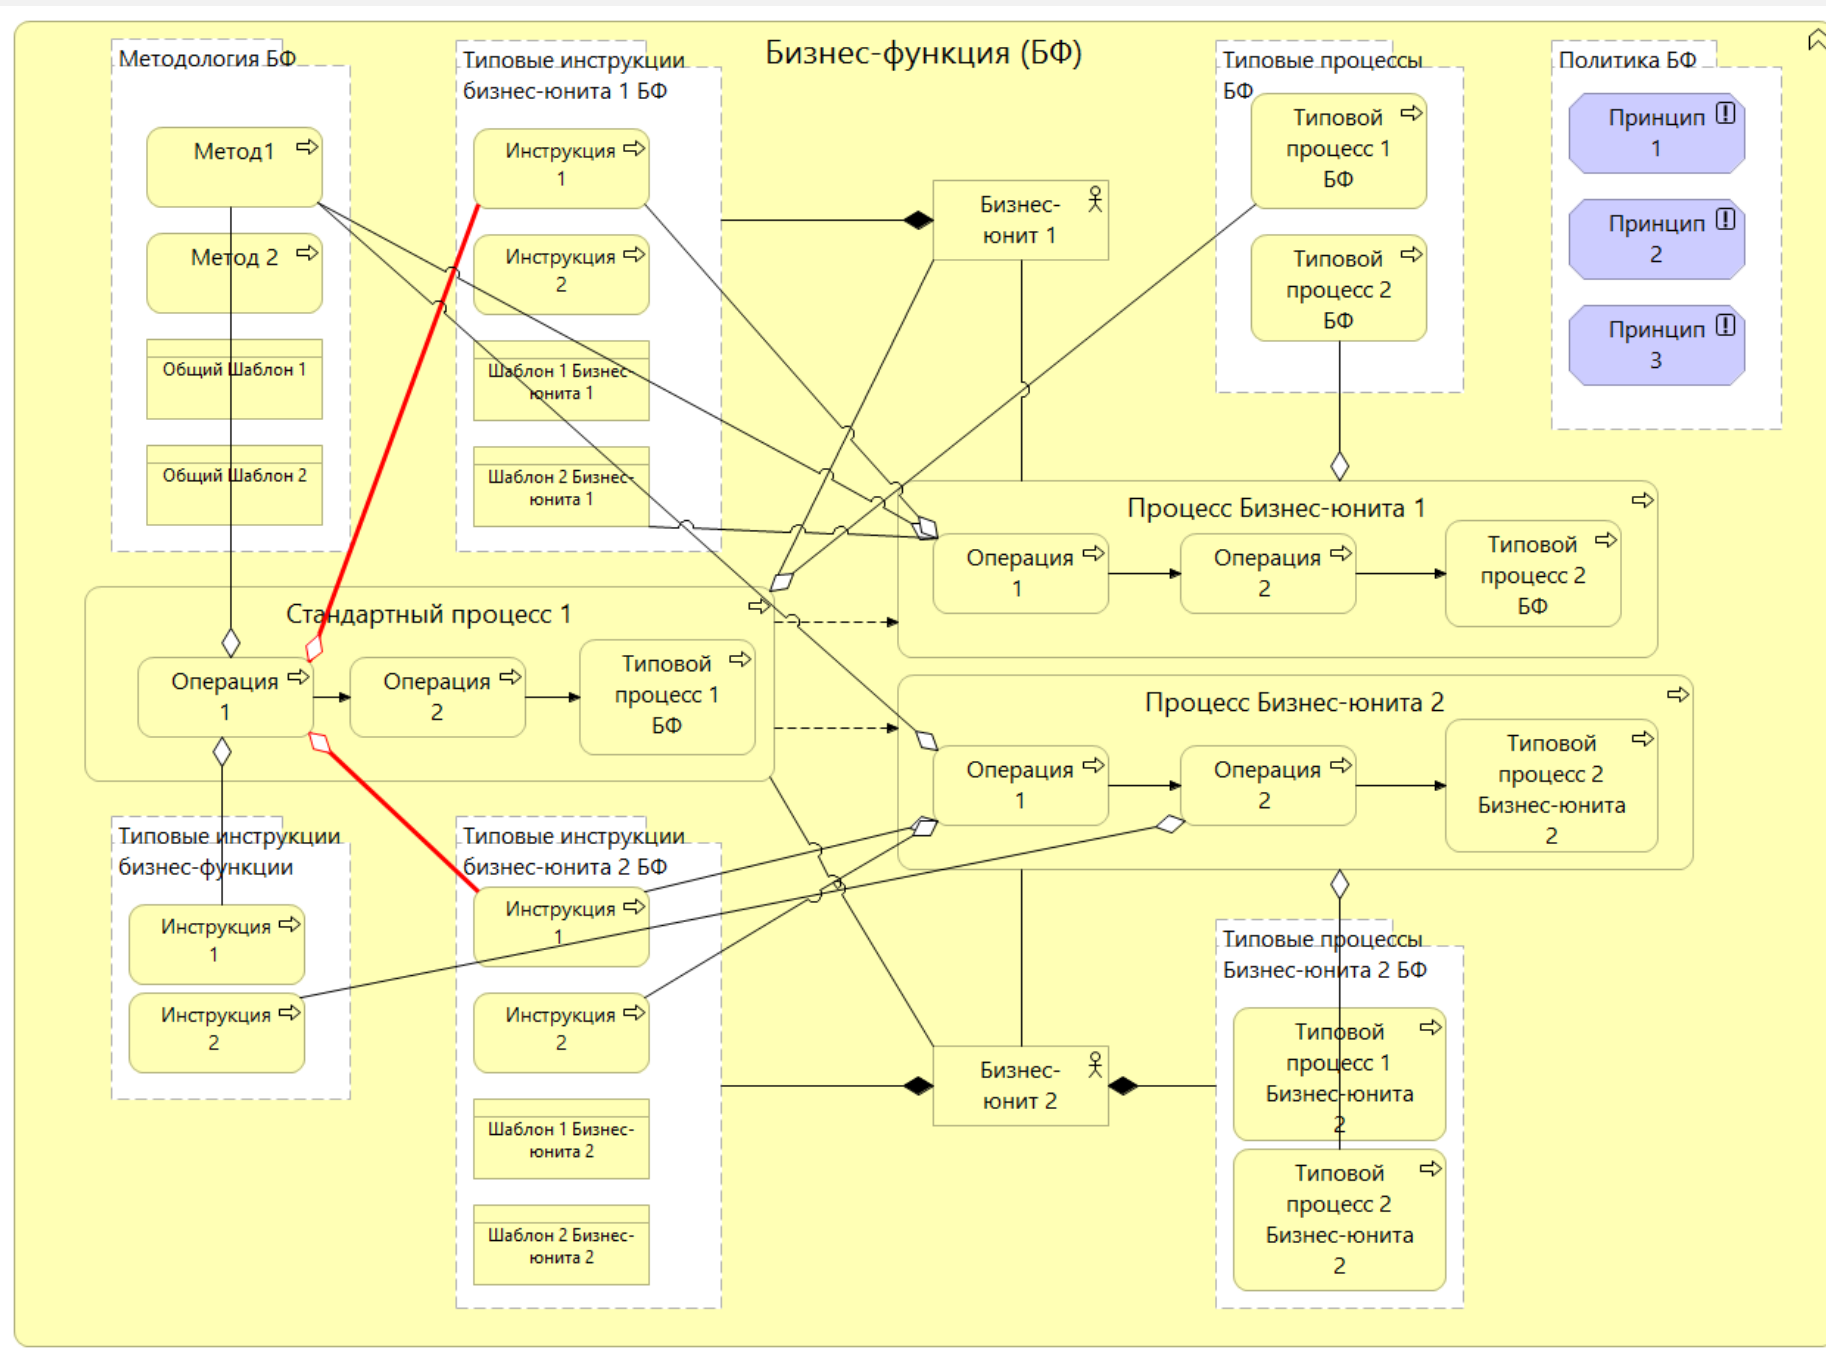 Бизнес-функция (БФ)
Методология БФ
Метод1
Метод 2
Общий Шаблон 1
Общий Шаблон 2
Типовые инструкции
бизнес-юнита 1 БФ
Инструкция
1
Инструкция
2
Шаблон 1 Бизнес-
юнита 1
Шаблон 2 Бизнес-
юнита 1
Бизнес-
юнит 1
Типовые процессы
БФ
Типовой
процесс 1
БФ
Типовой
процесс 2
БФ
Политика БФ
Принцип
1
Принцип
2
Принцип
3
Процесс Бизнес-юнита 1
Операция
1
Операция
2
Типовой
процесс 2
БФ
Стандартный процесс 1
Операция
1
Операция
2
Типовой
процесс 1
БФ
Процесс Бизнес-юнита 2
Операция
1
Операция
2
Типовой
процесс 2
Бизнес-юнита
2
Типовые инструкции
бизнес-функции
Инструкция
1
Инструкция
2
Типовые инструкции
бизнес-юнита 2 БФ
Инструкция
1
Инструкция
2
Шаблон 1 Бизнес-
юнита 2
Шаблон 2 Бизнес-
юнита 2
Бизнес-
юнит 2
Типовые процессы
Бизнес-юнита 2 БФ
Типовой
процесс 1
Бизнес-юнита
2
Типовой
процесс 2
Бизнес-юнита
2